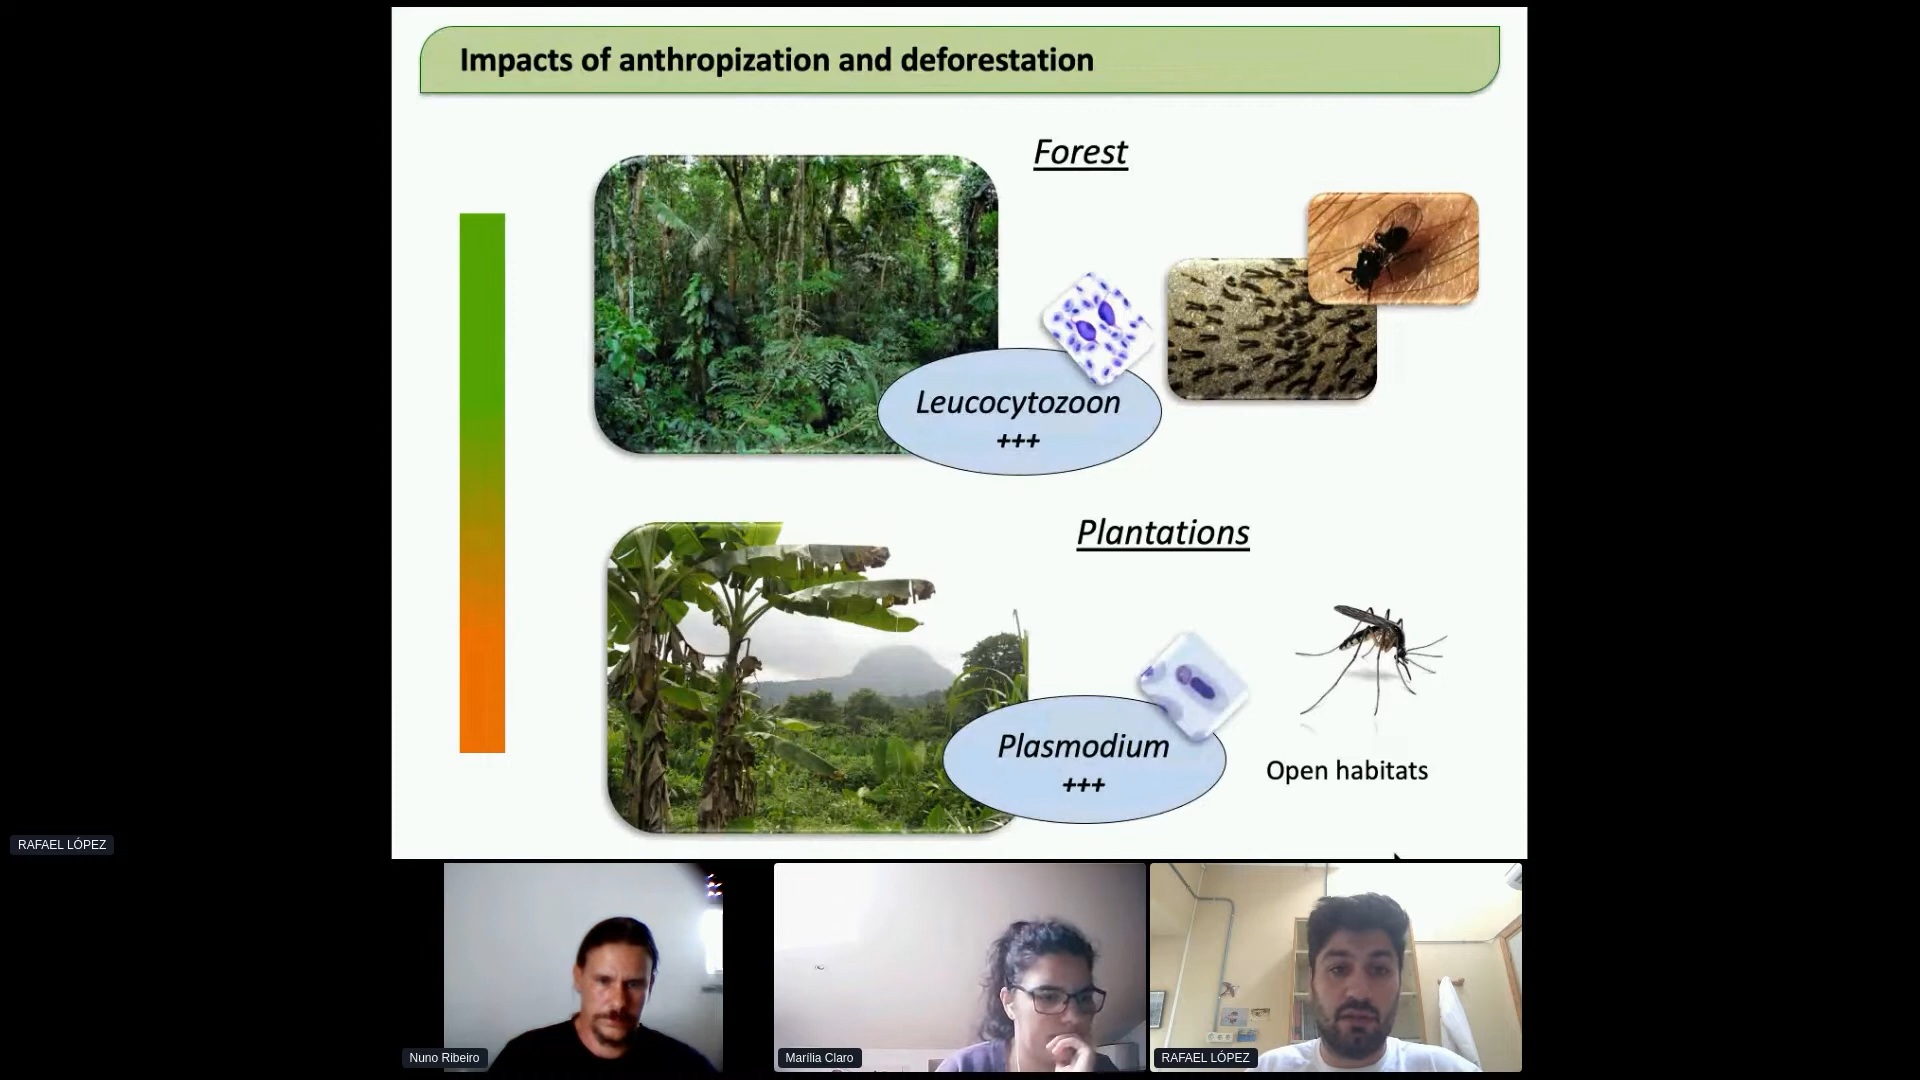 Impacts of anthropization and deforestation
Forest
Leucocytozoon
+++
Plantations
Plasmodium
+++
Open habitats
RAFAEL LÓPEZ
Nuno Ribeiro
Marília Claro
RAFAEL LÓPEZ